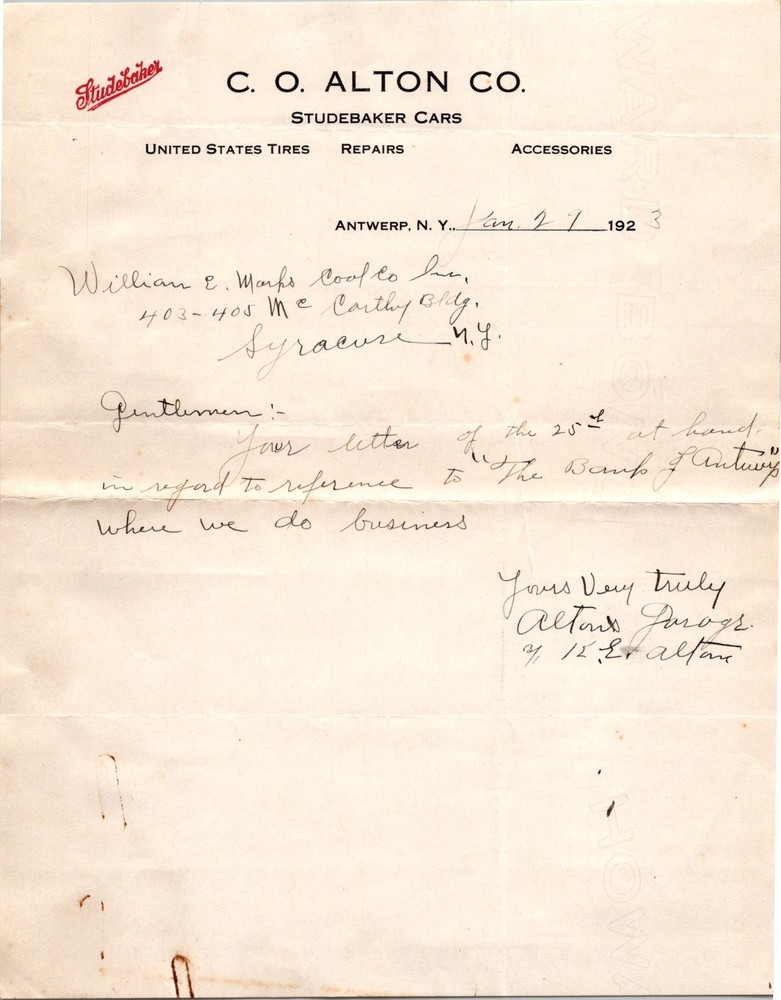 Studebaker
C. O. ALTON CO.
STUDEBAKER CARS
UNITED STATES TIRES REPAIRS ACCESSORIES
ANTWERP, N. Y., Jan. 29 1923
William E. Marks Coal Co Inc.
403-405 Mc Carthy Bldg.
Syracuse N.Y.
Gentlemen:-
Your letter of the 25th at hand.
in regard to reference to "The Bank of Antwerp"
where we do business
Yours Very truly
Altons Garage.
E. Alton